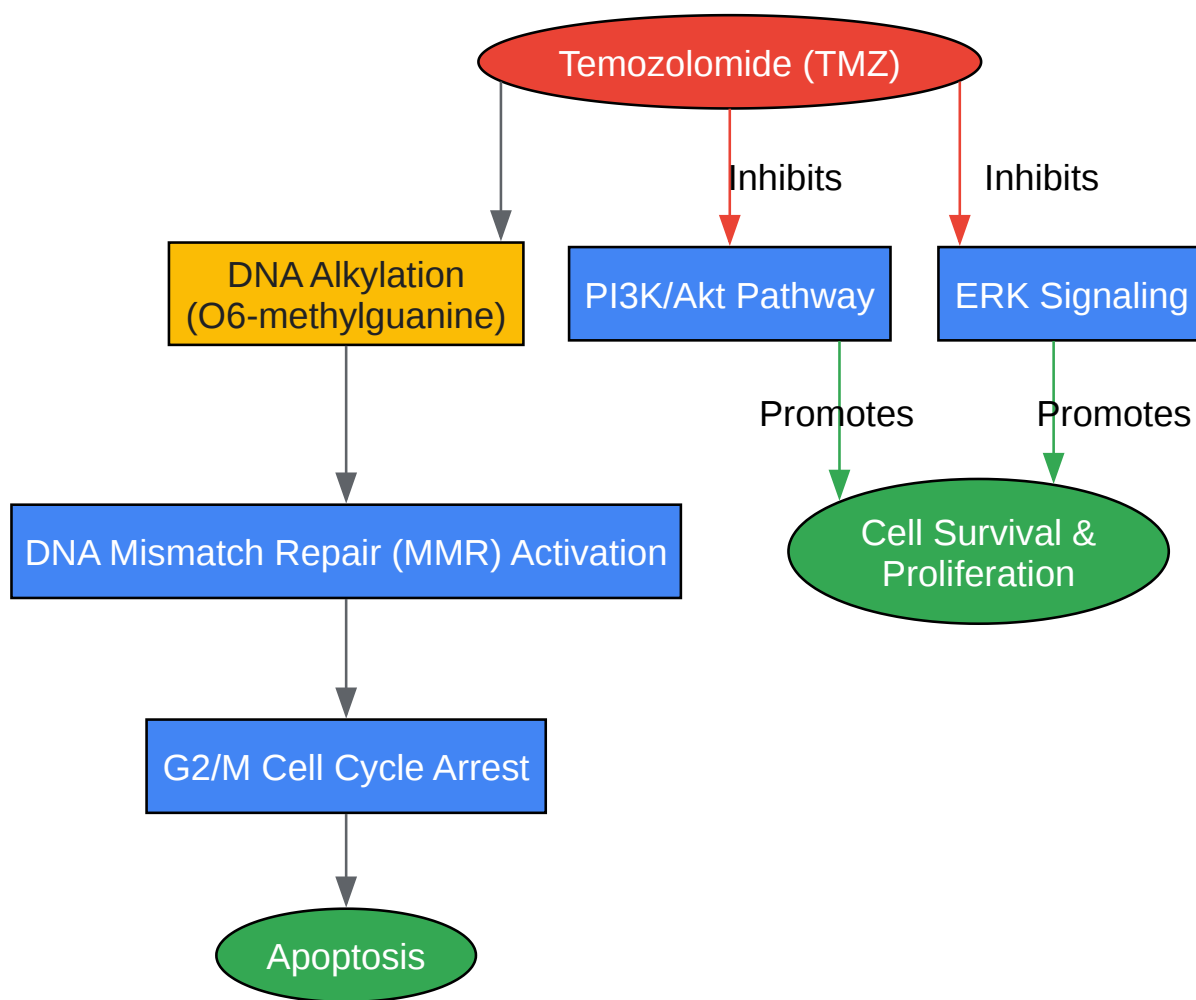 Temozolomide (TMZ)
Inhibits
Inhibits
DNA Alkylation
(O6-methylguanine)
PI3K/Akt Pathway
ERK Signaling
Promotes
Promotes
Cell Survival &
Proliferation
DNA Mismatch Repair (MMR) Activation
G2/M Cell Cycle Arrest
Apoptosis